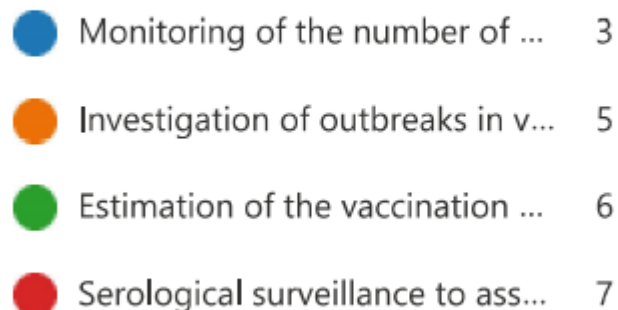 Monitoring of the number of ... 3
Investigation of outbreaks in v... 5
Estimation of the vaccination ... 6
Serological surveillance to ass... 7